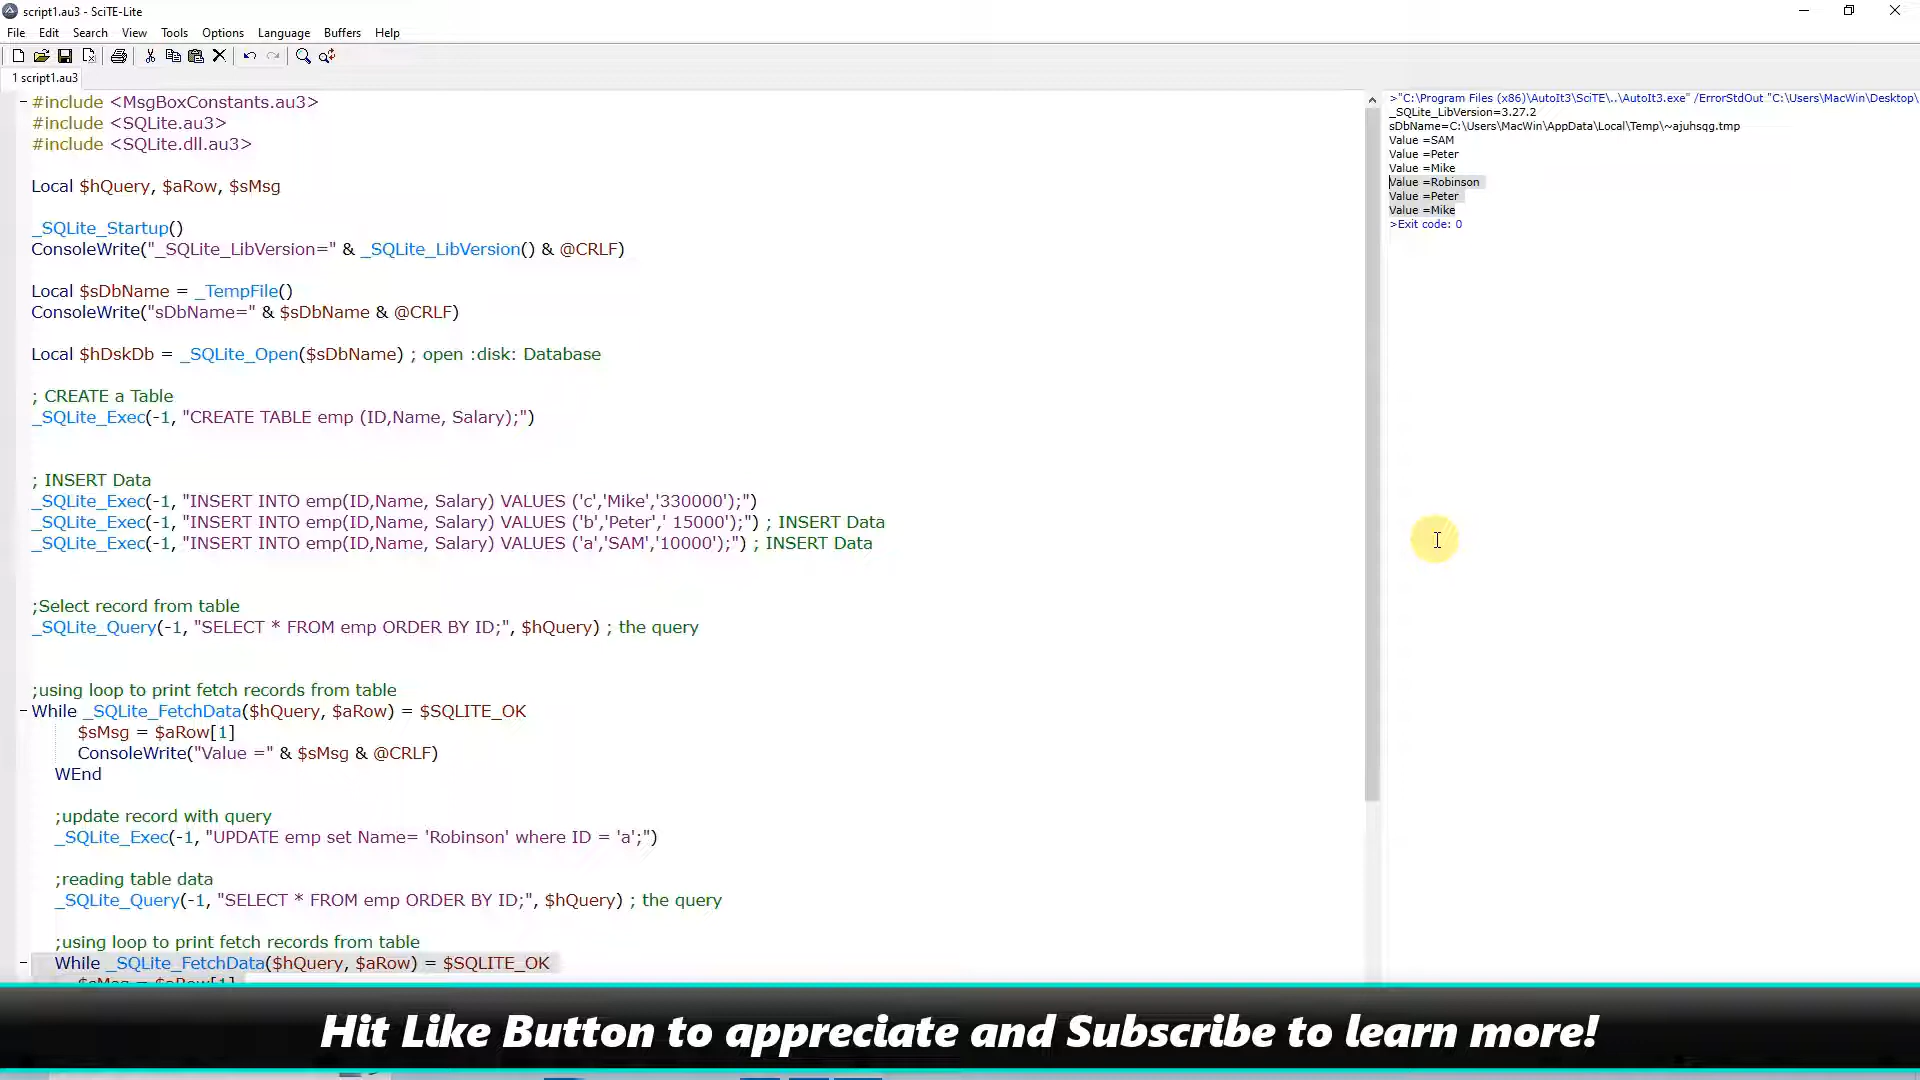 script1.au3 - SciTE-Lite
File Edit Search View Tools Options Language Buffers Help
1 script1.au3
#include <MsgBoxConstants.au3>
#include <SQLite.au3>
#include <SQLite.dll.au3>
Local $hQuery, $aRow, $sMsg
_SQLite_Startup()
ConsoleWrite("_SQLite_LibVersion=" & _SQLite_LibVersion() & @CRLF)
Local $sDbName = _TempFile()
ConsoleWrite("sDbName=" & $sDbName & @CRLF)
Local $hDskDb = _SQLite_Open($sDbName) ; open :disk: Database
; CREATE a Table
_SQLite_Exec(-1, "CREATE TABLE emp (ID,Name, Salary);")
; INSERT Data
_SQLite_Exec(-1, "INSERT INTO emp(ID,Name, Salary) VALUES ('c','Mike','330000');")
_SQLite_Exec(-1, "INSERT INTO emp(ID,Name, Salary) VALUES ('b','Peter',' 15000');") ; INSERT Data
_SQLite_Exec(-1, "INSERT INTO emp(ID,Name, Salary) VALUES ('a','SAM','10000');") ; INSERT Data
;Select record from table
_SQLite_Query(-1, "SELECT * FROM emp ORDER BY ID;", $hQuery) ; the query
;using loop to print fetch records from table
While _SQLite_FetchData($hQuery, $aRow) = $SQLITE_OK
$sMsg = $aRow[1]
ConsoleWrite("Value =" & $sMsg & @CRLF)
WEnd
;update record with query
_SQLite_Exec(-1, "UPDATE emp set Name= 'Robinson' where ID = 'a';")
;reading table data
_SQLite_Query(-1, "SELECT * FROM emp ORDER BY ID;", $hQuery) ; the query
;using loop to print fetch records from table
While _SQLite_FetchData($hQuery, $aRow) = $SQLITE_OK
$sMsg = $aRow[1]
>"C:\Program Files (x86)\AutoIt3\SciTE\..\AutoIt3.exe" /ErrorStdOut "C:\Users\MacWin\Desktop\
_SQLite_LibVersion=3.27.2
sDbName=C:\Users\MacWin\AppData\Local\Temp\~ajuhsqg.tmp
Value =SAM
Value =Peter
Value =Mike
Value =Robinson
Value =Peter
Value =Mike
>Exit code: 0
Hit Like Button to appreciate and Subscribe to learn more!